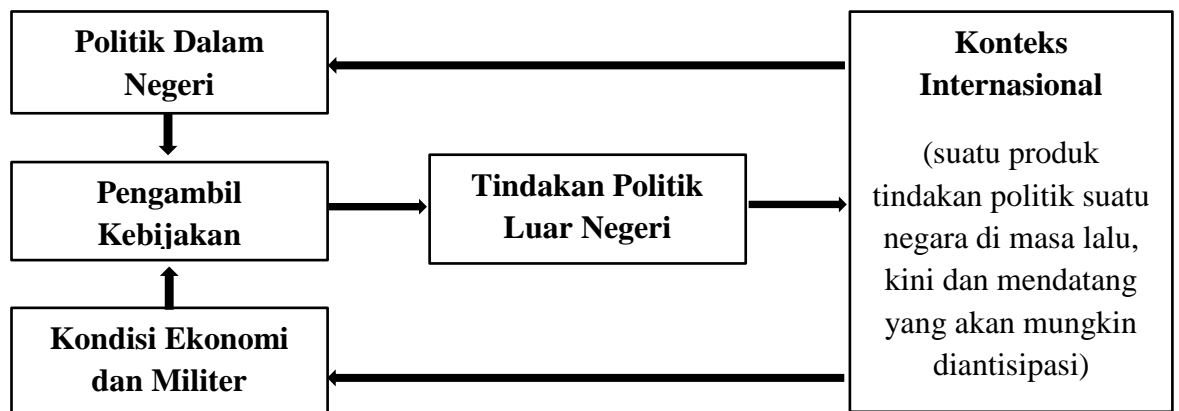 Politik Dalam
Negeri
Pengambil
Kebijakan
Kondisi Ekonomi
dan Militer
Tindakan Politik
Luar Negeri
Konteks
Internasional
(suatu produk
tindakan politik suatu
negara di masa lalu,
kini dan mendatang
yang akan mungkin
diantisipasi)